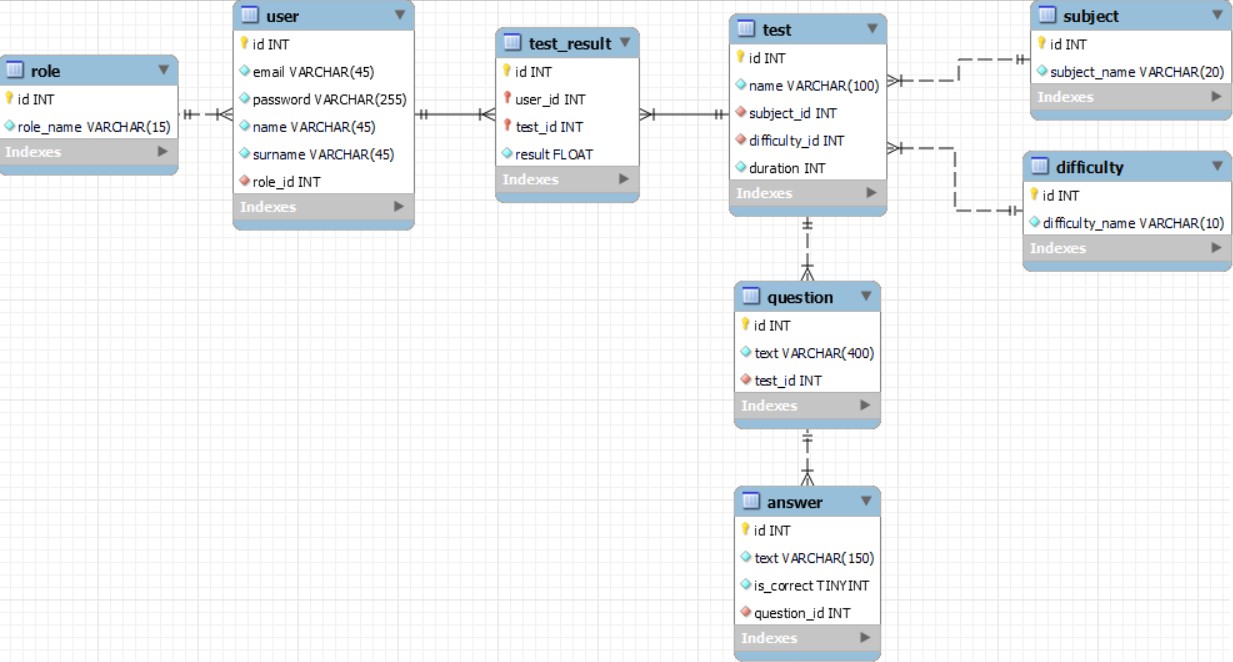 role
id INT
role_name VARCHAR(15)
Indexes
user
id INT
email VARCHAR(45)
password VARCHAR(255)
name VARCHAR(45)
surname VARCHAR(45)
role_id INT
Indexes
test_result
id INT
user_id INT
test_id INT
result FLOAT
Indexes
test
id INT
name VARCHAR(100)
subject_id INT
difficulty_id INT
duration INT
Indexes
subject
id INT
subject_name VARCHAR(20)
Indexes
difficulty
id INT
difficulty_name VARCHAR(10)
Indexes
question
id INT
text VARCHAR(400)
test_id INT
Indexes
answer
id INT
text VARCHAR(150)
is_correct TINYINT
question_id INT
Indexes